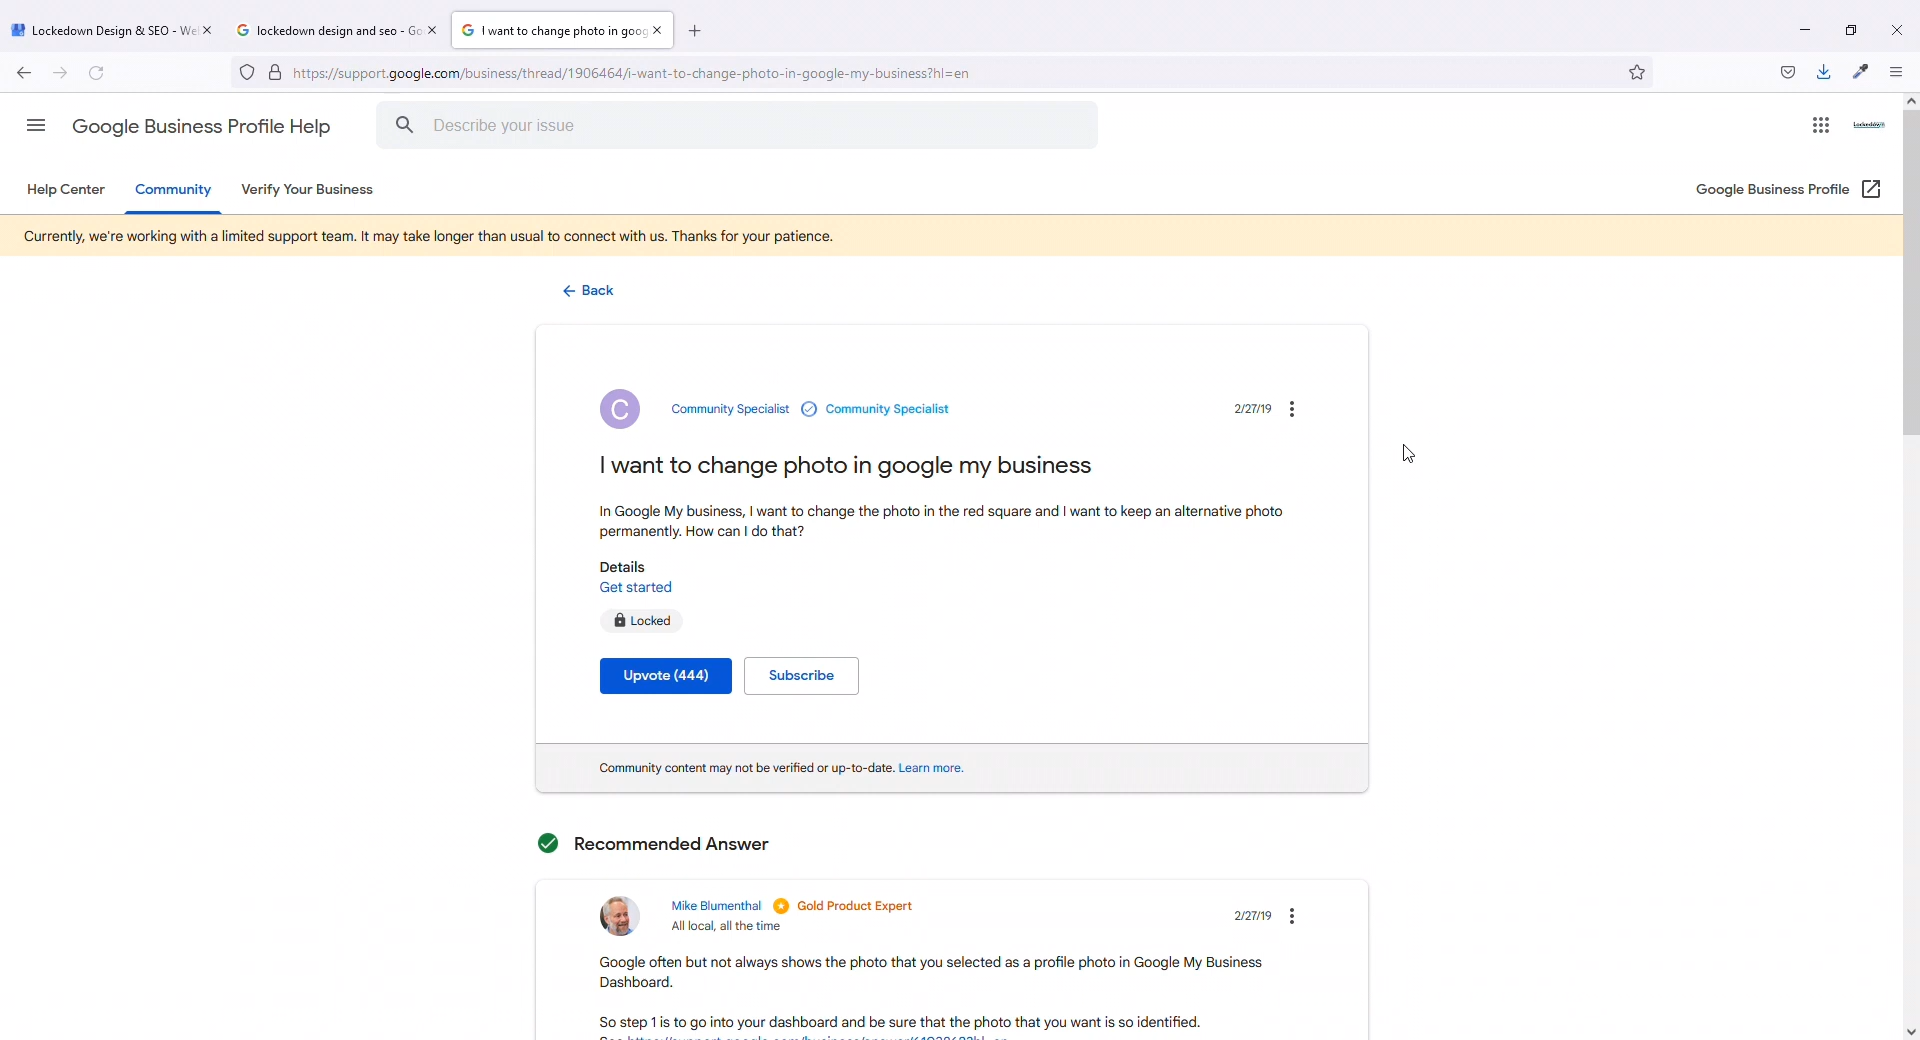 Lockedown Design & SEO - We
lockedown design and seo - Go
I want to change photo in goog
https://support.google.com/business/thread/1906464/i-want-to-change-photo-in-google-my-business?hl=en
Google Business Profile Help
Describe your issue
Lockedown
Help Center
Community
Verify Your Business
Google Business Profile
Currently, we're working with a limited support team. It may take longer than usual to connect with us. Thanks for your patience.
Back
C
Community Specialist
Community Specialist
2/27/19
I want to change photo in google my business
In Google My business, I want to change the photo in the red square and I want to keep an alternative photo
permanently. How can I do that?
Details
Get started
Locked
Upvote (444)
Subscribe
Community content may not be verified or up-to-date. Learn more.
Recommended Answer
Mike Blumenthal
Gold Product Expert
All local, all the time
2/27/19
Google often but not always shows the photo that you selected as a profile photo in Google My Business
Dashboard.
So step 1 is to go into your dashboard and be sure that the photo that you want is so identified.